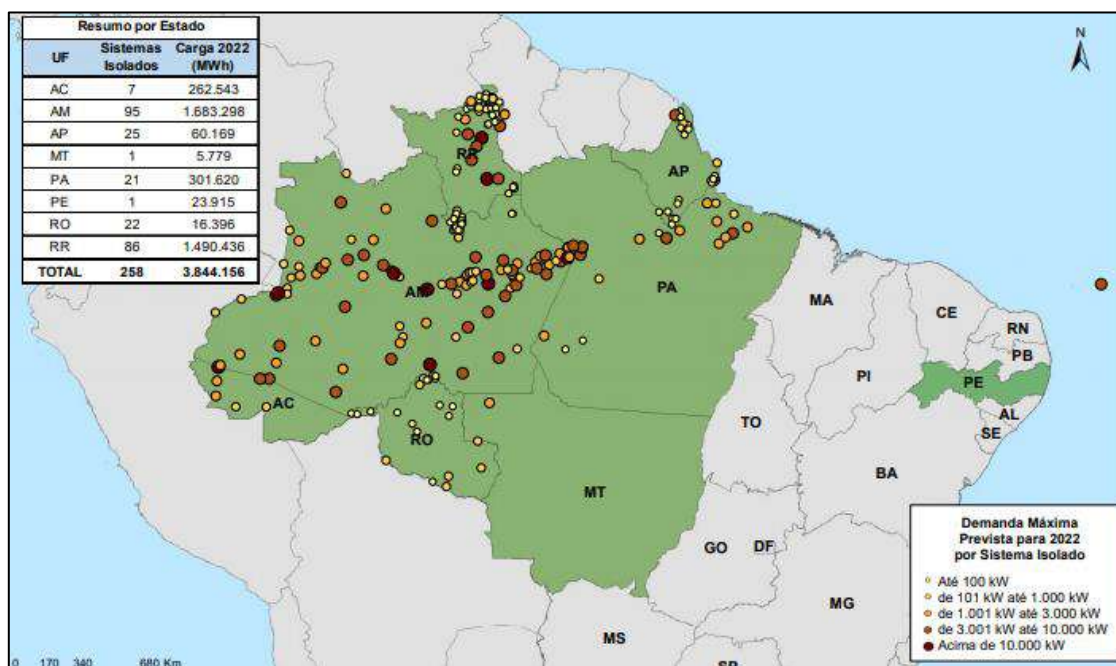 Resumo por Estado
UF Sistemas Isolados Carga 2022 (MWh)
AC 7 262.543
AM 95 1.683.298
AP 25 60.169
MT 1 5.779
PA 21 301.620
PE 1 23.915
RO 22 16.396
RR 86 1.490.436
TOTAL 258 3.844.156
N
RR
AP
AM
PA
MA
CE
RN
PB
PE
PI
AL
SE
AC
RO
TO
BA
MT
GO
DF
MG
MS
SP
Demanda Máxima
Prevista para 2022
por Sistema Isolado
Até 100 kW
de 101 kW até 1.000 kW
de 1.001 kW até 3.000 kW
de 3.001 kW até 10.000 kW
Acima de 10.000 kW
0 170 340 680 Km